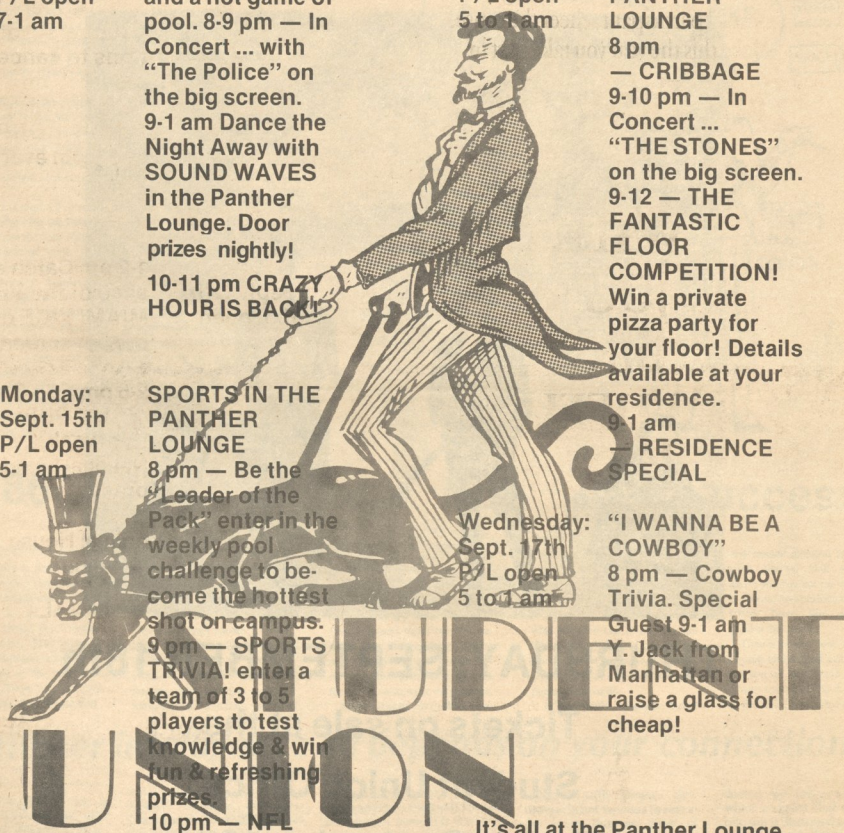 P/L open
7-1 am
and a hot game of
pool. 8-9 pm — In
Concert ... with
“The Police” on
the big screen.
9-1 am Dance the
Night Away with
SOUND WAVES
in the Panther
Lounge. Door
prizes nightly!
10-11 pm CRAZY
HOUR IS BACK!
Monday:
Sept. 15th
P/L open
5-1 am
SPORTS IN THE
PANTHER
LOUNGE
8 pm — Be the
“Leader of the
Pack” enter in the
weekly pool
challenge to be-
come the hottest
shot on campus.
9 pm — SPORTS
TRIVIA! enter a
team of 3 to 5
players to test
knowledge & win
fun & refreshing
prizes.
10 pm — NFL
P/L open
5 to 1 am
PANTHER
LOUNGE
8 pm
— CRIBBAGE
9-10 pm — In
Concert ...
“THE STONES”
on the big screen.
9-12 — THE
FANTASTIC
FLOOR
COMPETITION!
Win a private
pizza party for
your floor! Details
available at your
residence.
9-1 am
— RESIDENCE
SPECIAL
Wednesday:
Sept. 17th
P/L open
5 to 1 am
“I WANNA BE A
COWBOY”
8 pm — Cowboy
Trivia. Special
Guest 9-1 am
Y. Jack from
Manhattan or
raise a glass for
cheap!
STUDENT
UNION
It's all at the Panther Lounge